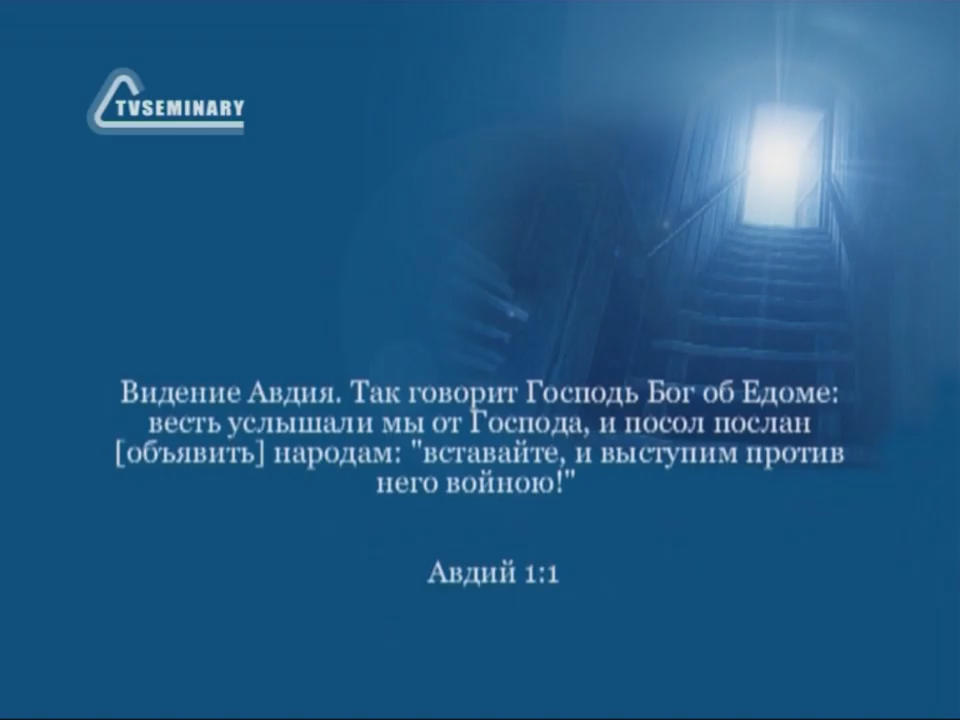 TVSEMINARY
Видение Авдия. Так говорит Господь Бог об Едоме:
весть услышали мы от Господа, и посол послан
[объявить] народам: "вставайте, и выступим против
него войною!"
Авдий 1:1